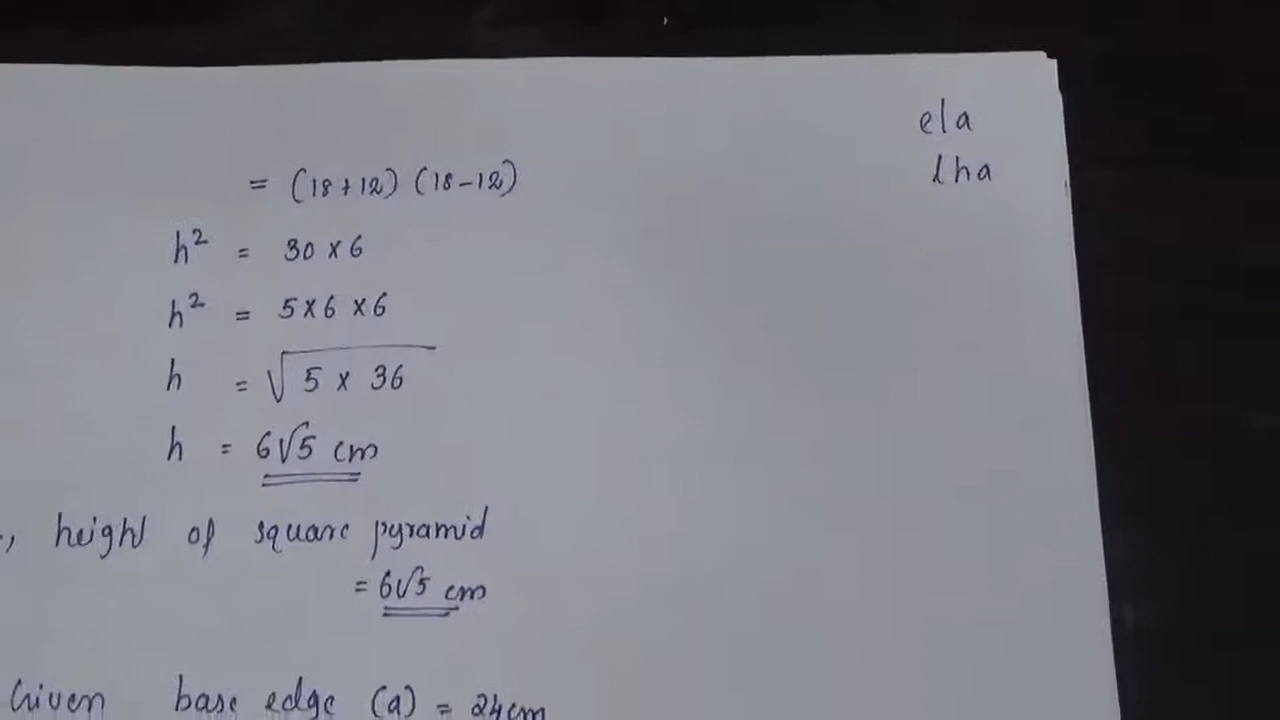 ela
lha
= (18+12) (18-12)
h² = 30 × 6
h² = 5×6 ×6
h = √5 × 36
h = 6√5 cm
, height of square pyramid
= 6√5 cm
Given base edge (a) = 24cm